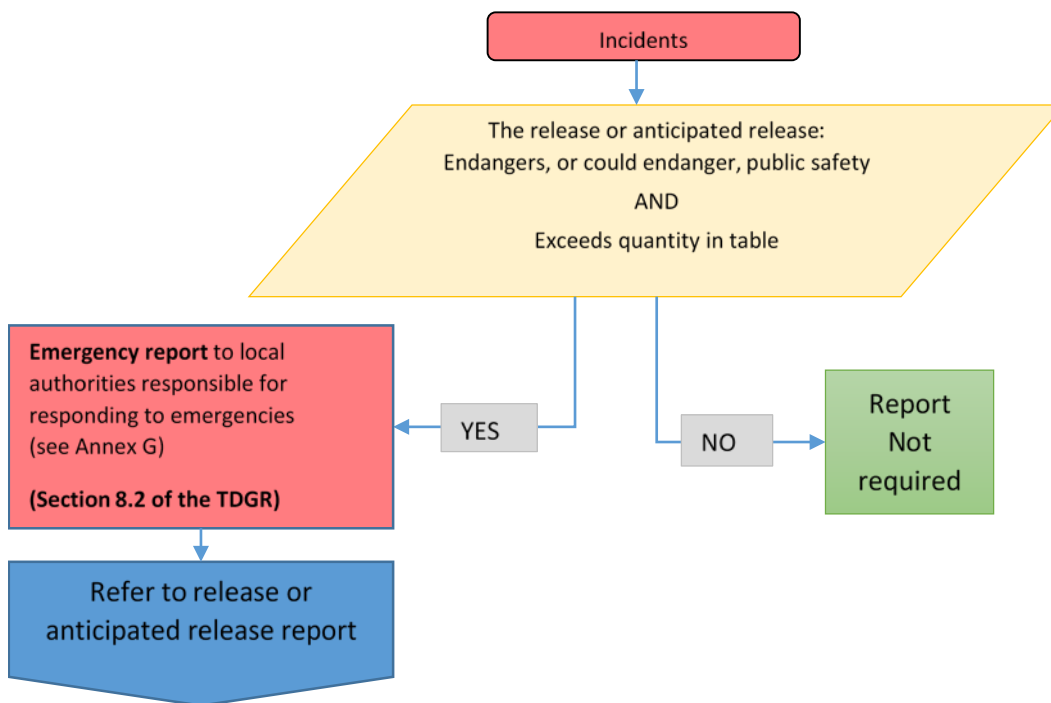 Incidents
The release or anticipated release:
Endangers, or could endanger, public safety
AND
Exceeds quantity in table
Emergency report to local
authorities responsible for
responding to emergencies
(see Annex G)
(Section 8.2 of the TDGR)
YES
NO
Report
Not
required
Refer to release or
anticipated release report